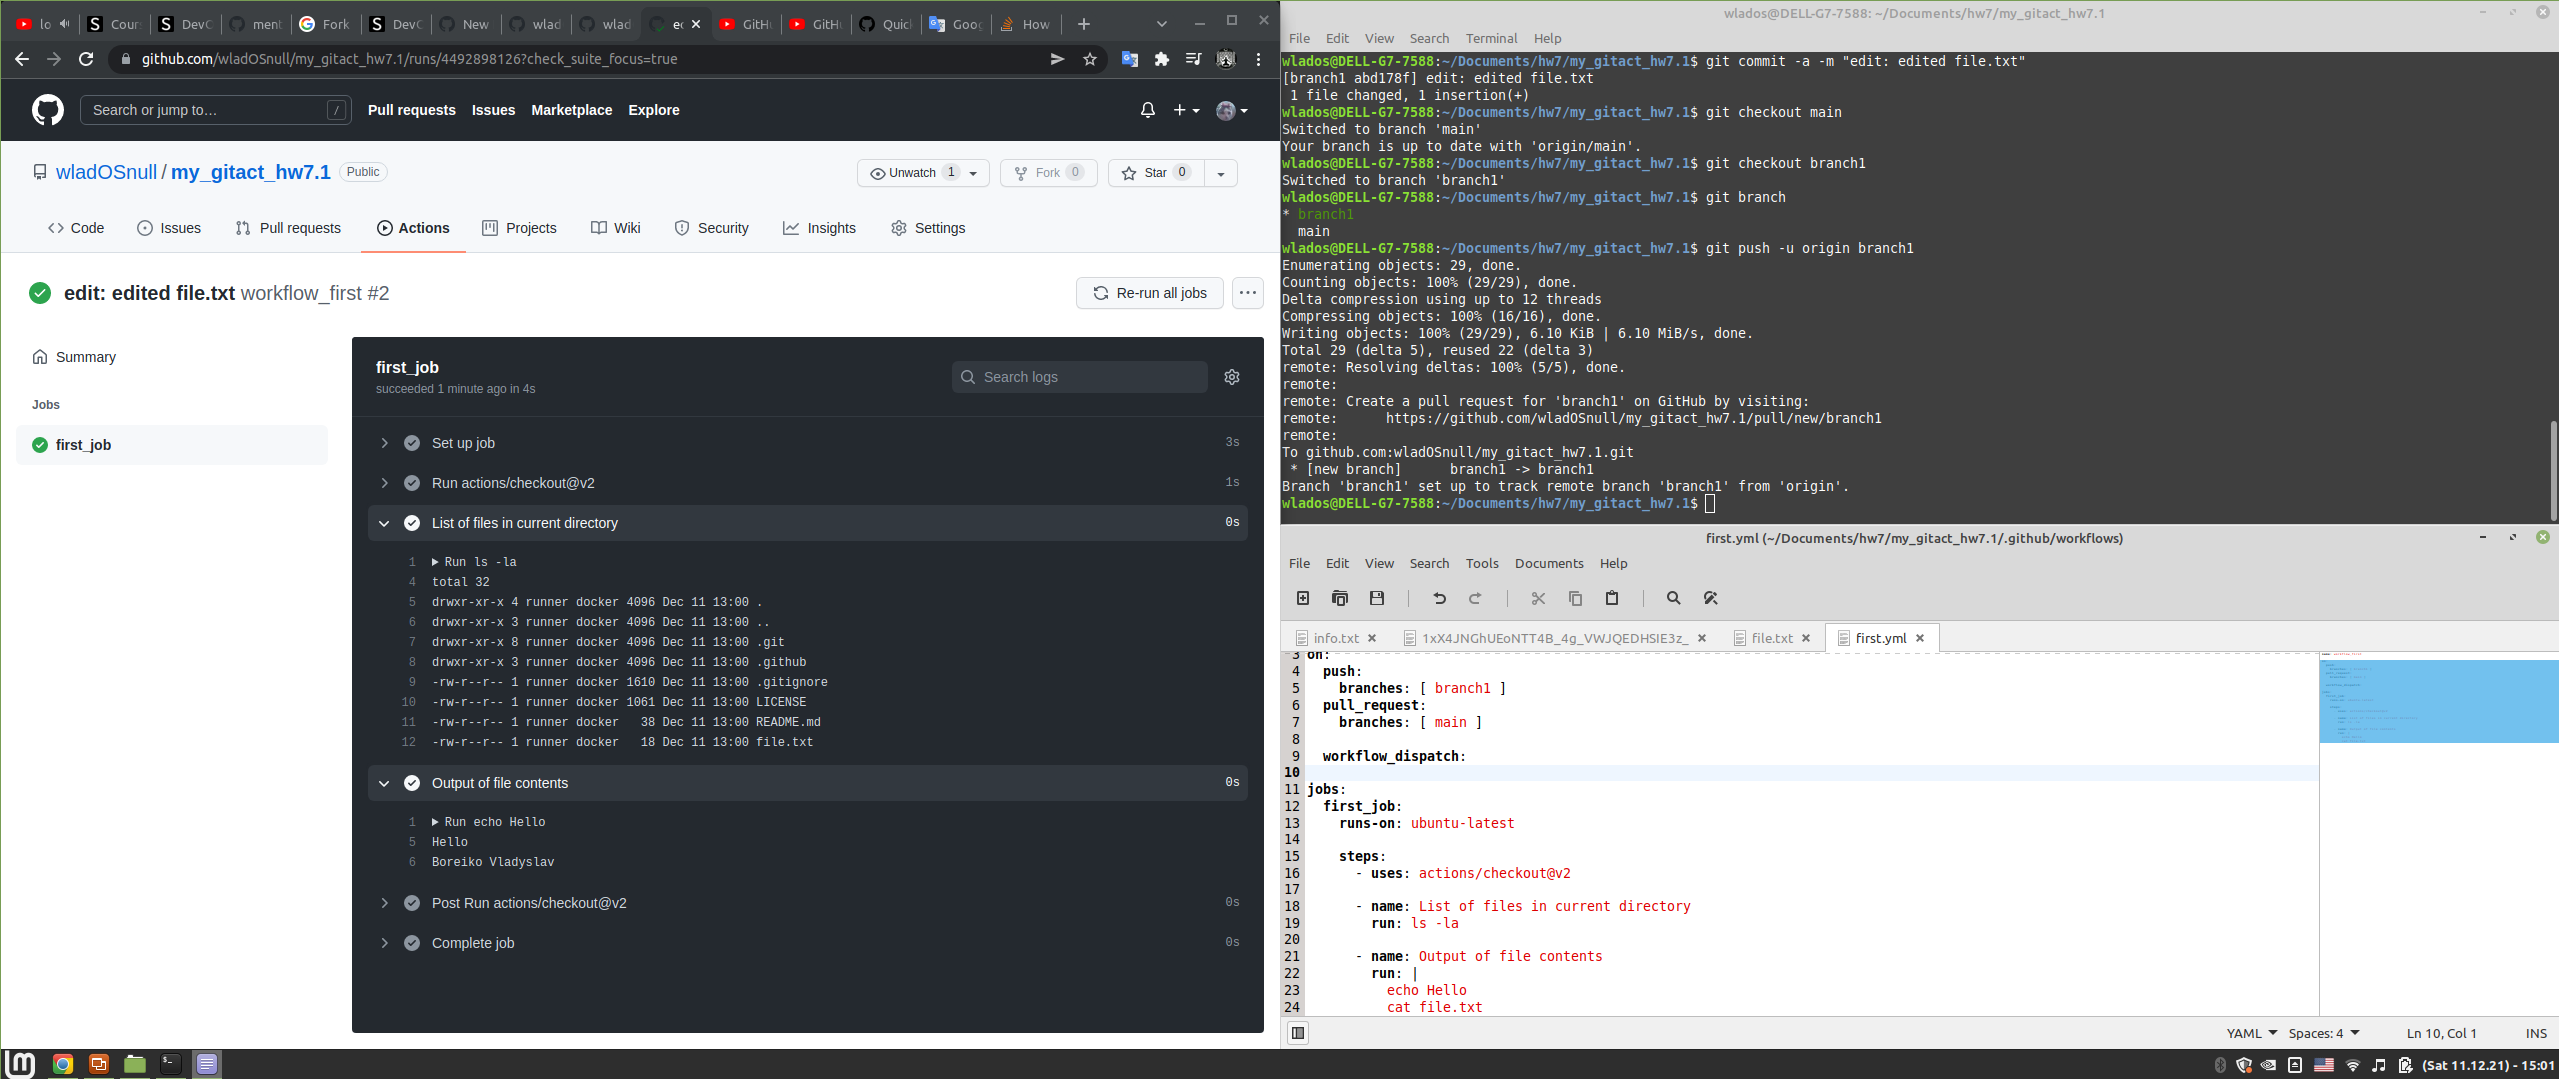 lo
Cour
DevC
ment
Fork
DevC
New
wlad
wlad
ec
GitHu
GitHu
Quick
Goog
How
github.com/wladOSnull/my_gitact_hw7.1/runs/4492898126?check_suite_focus=true
Search or jump to… /
Pull requests Issues Marketplace Explore
wladOSnull / my_gitact_hw7.1 Public
Unwatch 1 Fork 0 Star 0
Code Issues Pull requests Actions Projects Wiki Security Insights Settings
edit: edited file.txt workflow_first #2
Re-run all jobs
Summary
Jobs
first_job
first_job
succeeded 1 minute ago in 4s
Search logs
Set up job 3s
Run actions/checkout@v2 1s
List of files in current directory 0s
1 Run ls -la
4 total 32
5 drwxr-xr-x 4 runner docker 4096 Dec 11 13:00 .
6 drwxr-xr-x 3 runner docker 4096 Dec 11 13:00 ..
7 drwxr-xr-x 8 runner docker 4096 Dec 11 13:00 .git
8 drwxr-xr-x 3 runner docker 4096 Dec 11 13:00 .github
9 -rw-r--r-- 1 runner docker 1610 Dec 11 13:00 .gitignore
10 -rw-r--r-- 1 runner docker 1061 Dec 11 13:00 LICENSE
11 -rw-r--r-- 1 runner docker   38 Dec 11 13:00 README.md
12 -rw-r--r-- 1 runner docker   18 Dec 11 13:00 file.txt
Output of file contents 0s
1 Run echo Hello
5 Hello
6 Boreiko Vladyslav
Post Run actions/checkout@v2 0s
Complete job 0s
wlados@DELL-G7-7588: ~/Documents/hw7/my_gitact_hw7.1
File Edit View Search Terminal Help
wlados@DELL-G7-7588:~/Documents/hw7/my_gitact_hw7.1$ git commit -a -m "edit: edited file.txt"
[branch1 abd178f] edit: edited file.txt
 1 file changed, 1 insertion(+)
wlados@DELL-G7-7588:~/Documents/hw7/my_gitact_hw7.1$ git checkout main
Switched to branch 'main'
Your branch is up to date with 'origin/main'.
wlados@DELL-G7-7588:~/Documents/hw7/my_gitact_hw7.1$ git checkout branch1
Switched to branch 'branch1'
wlados@DELL-G7-7588:~/Documents/hw7/my_gitact_hw7.1$ git branch
* branch1
  main
wlados@DELL-G7-7588:~/Documents/hw7/my_gitact_hw7.1$ git push -u origin branch1
Enumerating objects: 29, done.
Counting objects: 100% (29/29), done.
Delta compression using up to 12 threads
Compressing objects: 100% (16/16), done.
Writing objects: 100% (29/29), 6.10 KiB | 6.10 MiB/s, done.
Total 29 (delta 5), reused 22 (delta 3)
remote: Resolving deltas: 100% (5/5), done.
remote:
remote: Create a pull request for 'branch1' on GitHub by visiting:
remote:      https://github.com/wladOSnull/my_gitact_hw7.1/pull/new/branch1
remote:
To github.com:wladOSnull/my_gitact_hw7.1.git
 * [new branch]      branch1 -> branch1
Branch 'branch1' set up to track remote branch 'branch1' from 'origin'.
wlados@DELL-G7-7588:~/Documents/hw7/my_gitact_hw7.1$
first.yml (~/Documents/hw7/my_gitact_hw7.1/.github/workflows)
File Edit View Search Tools Documents Help
info.txt 1xX4JNGhUEoNTT4B_4g_VWJQEDHSIE3z_ file.txt first.yml
3 on:
4   push:
5     branches: [ branch1 ]
6   pull_request:
7     branches: [ main ]
8
9   workflow_dispatch:
10
11 jobs:
12   first_job:
13     runs-on: ubuntu-latest
14
15     steps:
16       - uses: actions/checkout@v2
17
18       - name: List of files in current directory
19         run: ls -la
20
21       - name: Output of file contents
22         run: |
23           echo Hello
24           cat file.txt
YAML Spaces: 4 Ln 10, Col 1 INS
(Sat 11.12.21) - 15:01